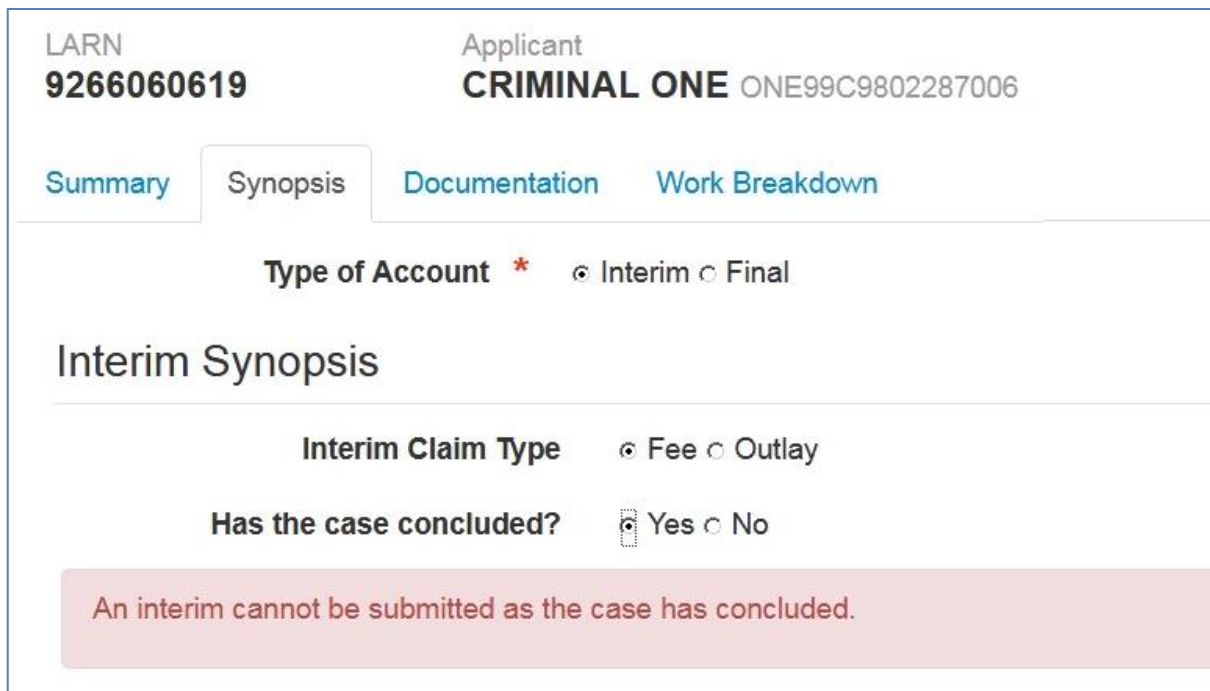 LARN Applicant
9266060619 CRIMINAL ONE ONE99C9802287006
Summary Synopsis Documentation Work Breakdown
Type of Account * Interim Final
Interim Synopsis
Interim Claim Type Fee Outlay
Has the case concluded? Yes No
An interim cannot be submitted as the case has concluded.